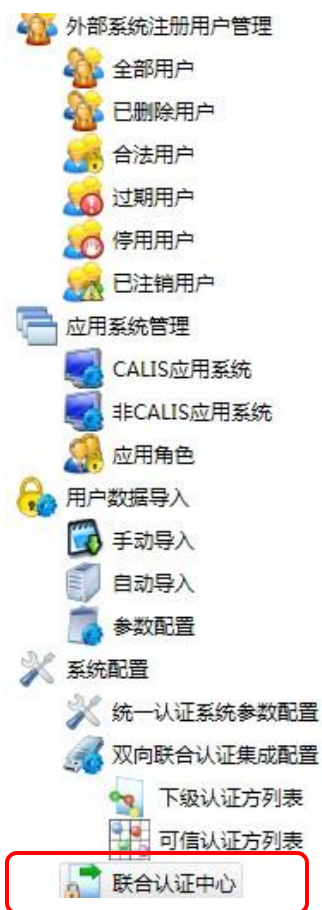 外部系统注册用户管理
全部用户
已删除用户
合法用户
过期用户
停用用户
已注销用户
应用系统管理
CALIS应用系统
非CALIS应用系统
应用角色
用户数据导入
手动导入
自动导入
参数配置
系统配置
统一认证系统参数配置
双向联合认证集成配置
下级认证方列表
可信认证方列表
联合认证中心